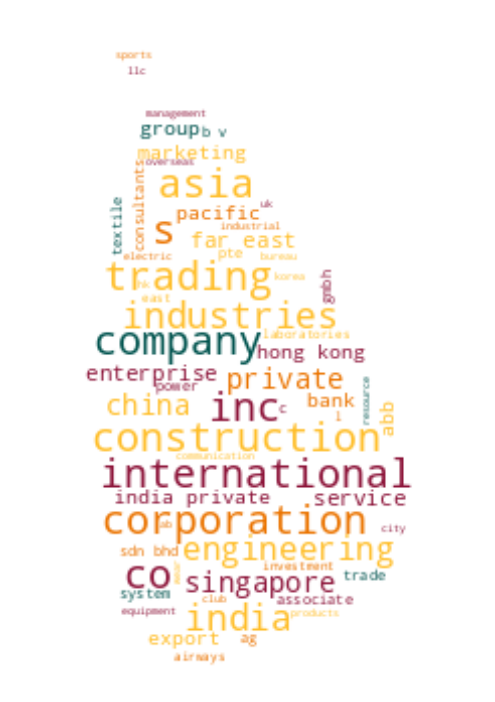 sports
llc
management
group
b v
marketing
overseas
consultants
asia
textile
uk
pacific
s
industrial
far east
electric
pte
bureau
trading
korea
hk
gmbh
east
industries
company
laboratories
hong kong
enterprise
power
private
resource
china
inc
c
bank
l
abb
construction
communication
international
india private
service
corporation
ab
city
sdn bhd
engineering
investment
co
singapore
trade
system
club
associate
equipment
india
products
export
ag
airways